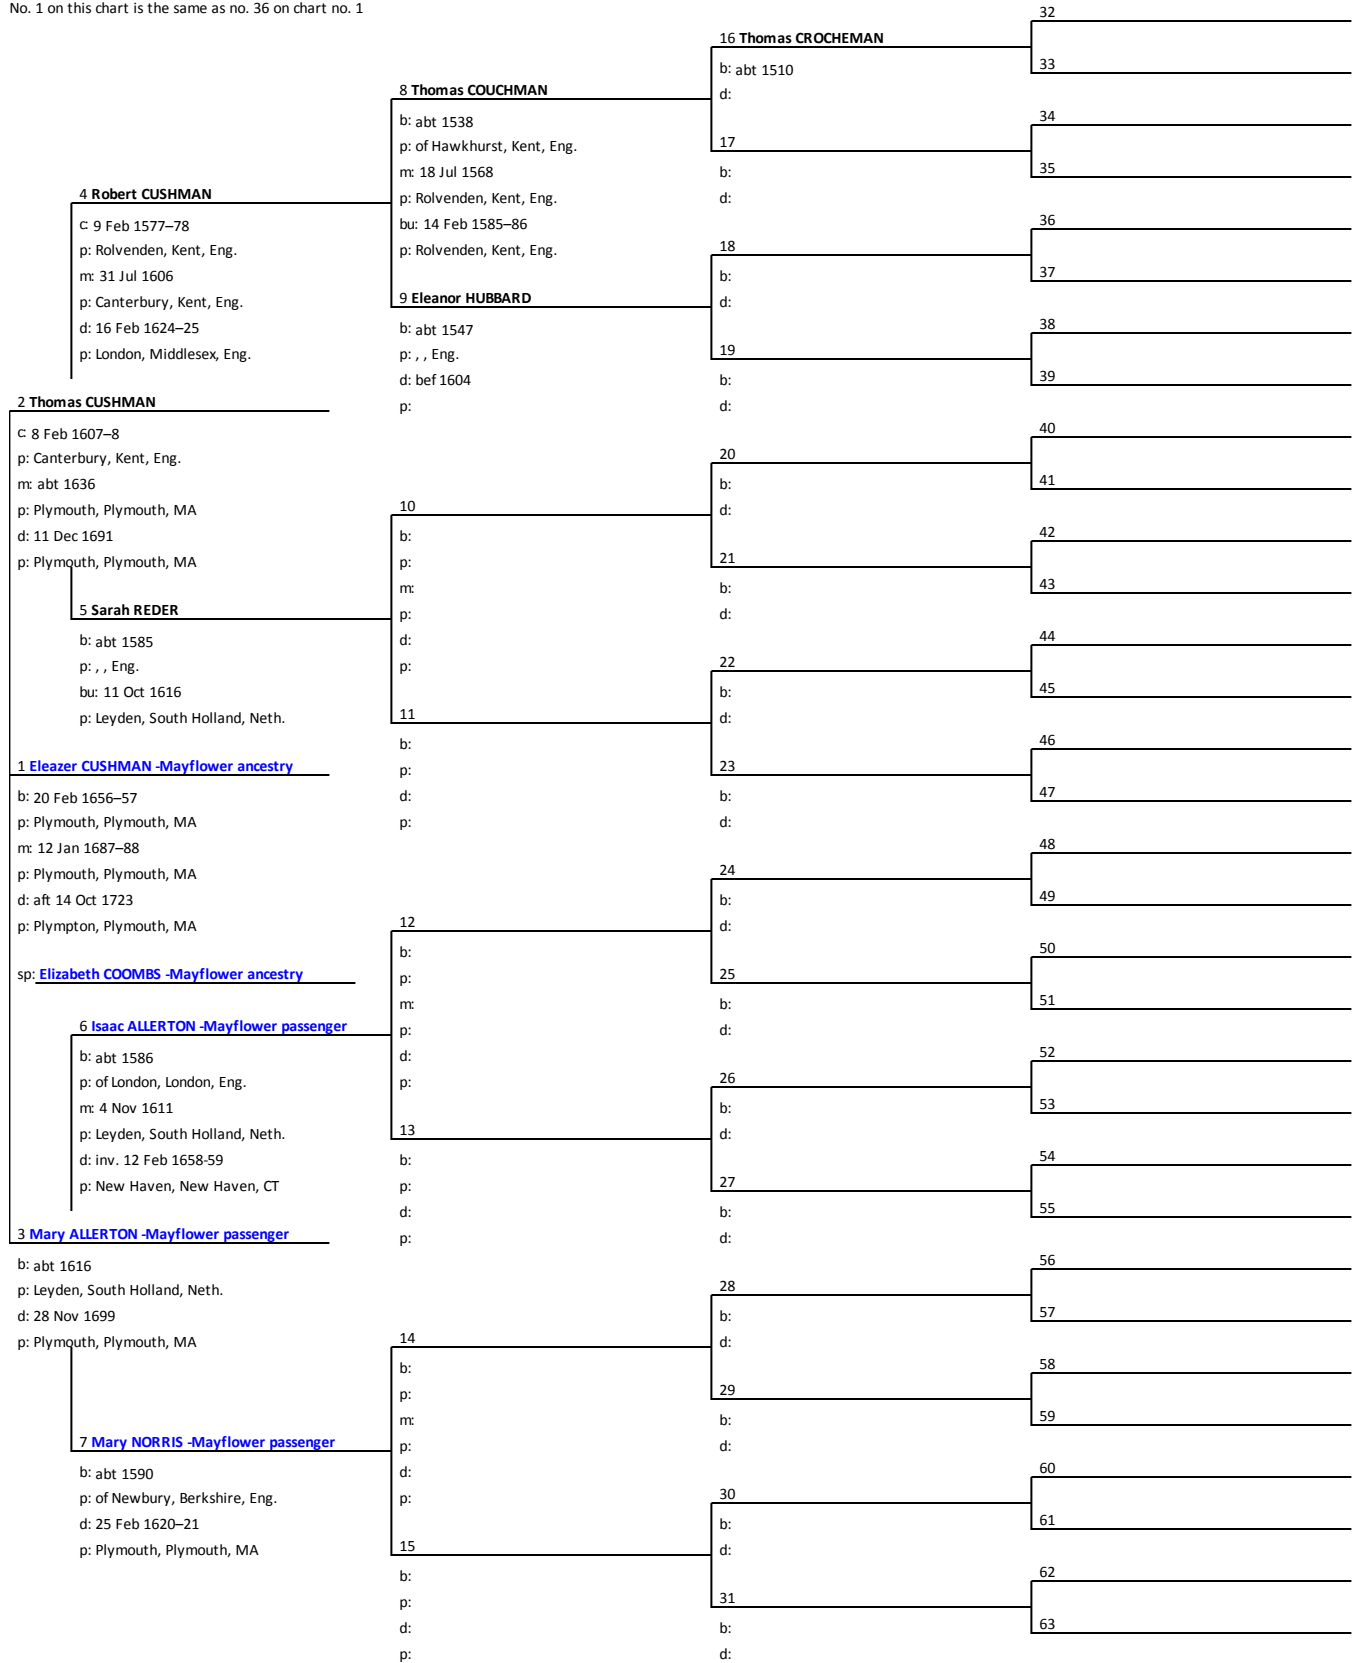 No. 1 on this chart is the same as no. 36 on chart no. 1
4 Robert CUSHMAN
c: 9 Feb 1577–78
p: Rolvenden, Kent, Eng.
m: 31 Jul 1606
p: Canterbury, Kent, Eng.
d: 16 Feb 1624–25
p: London, Middlesex, Eng.
2 Thomas CUSHMAN
c: 8 Feb 1607–8
p: Canterbury, Kent, Eng.
m: abt 1636
p: Plymouth, Plymouth, MA
d: 11 Dec 1691
p: Plymouth, Plymouth, MA
5 Sarah REDER
b: abt 1585
p: , , Eng.
bu: 11 Oct 1616
p: Leyden, South Holland, Neth.
1 Eleazer CUSHMAN -Mayflower ancestry
b: 20 Feb 1656–57
p: Plymouth, Plymouth, MA
m: 12 Jan 1687–88
p: Plymouth, Plymouth, MA
d: aft 14 Oct 1723
p: Plympton, Plymouth, MA
sp: Elizabeth COOMBS -Mayflower ancestry
6 Isaac ALLERTON -Mayflower passenger
b: abt 1586
p: of London, London, Eng.
m: 4 Nov 1611
p: Leyden, South Holland, Neth.
d: inv. 12 Feb 1658-59
p: New Haven, New Haven, CT
3 Mary ALLERTON -Mayflower passenger
b: abt 1616
p: Leyden, South Holland, Neth.
d: 28 Nov 1699
p: Plymouth, Plymouth, MA
7 Mary NORRIS -Mayflower passenger
b: abt 1590
p: of Newbury, Berkshire, Eng.
d: 25 Feb 1620–21
p: Plymouth, Plymouth, MA
8 Thomas COUCHMAN
b: abt 1538
p: of Hawkhurst, Kent, Eng.
m: 18 Jul 1568
p: Rolvenden, Kent, Eng.
bu: 14 Feb 1585–86
p: Rolvenden, Kent, Eng.
9 Eleanor HUBBARD
b: abt 1547
p: , , Eng.
d: bef 1604
p:
10
b:
p:
m:
p:
d:
p:
11
b:
p:
d:
p:
12
b:
p:
m:
p:
d:
p:
13
b:
p:
d:
p:
14
b:
p:
m:
p:
d:
p:
15
b:
p:
d:
p:
16 Thomas CROCHEMAN
b: abt 1510
d:
17
b:
d:
18
b:
d:
19
b:
d:
20
b:
d:
21
b:
d:
22
b:
d:
23
b:
d:
24
b:
d:
25
b:
d:
26
b:
d:
27
b:
d:
28
b:
d:
29
b:
d:
30
b:
d:
31
b:
d:
32
33
34
35
36
37
38
39
40
41
42
43
44
45
46
47
48
49
50
51
52
53
54
55
56
57
58
59
60
61
62
63